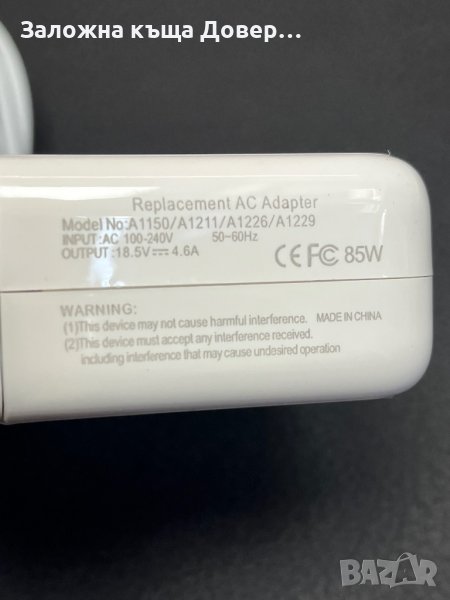 Заложна къща Довер...
Replacement AC Adapter
Model No:A1150/A1211/A1226/A1229
INPUT:AC 100-240V 50~60Hz
OUTPUT:18.5V⎓4.6A
CE FC 85W
WARNING:
(1)This device may not cause harmful interference. MADE IN CHINA
(2)This device must accept any interference received.
including interference that may cause undesired operation
BAZAR